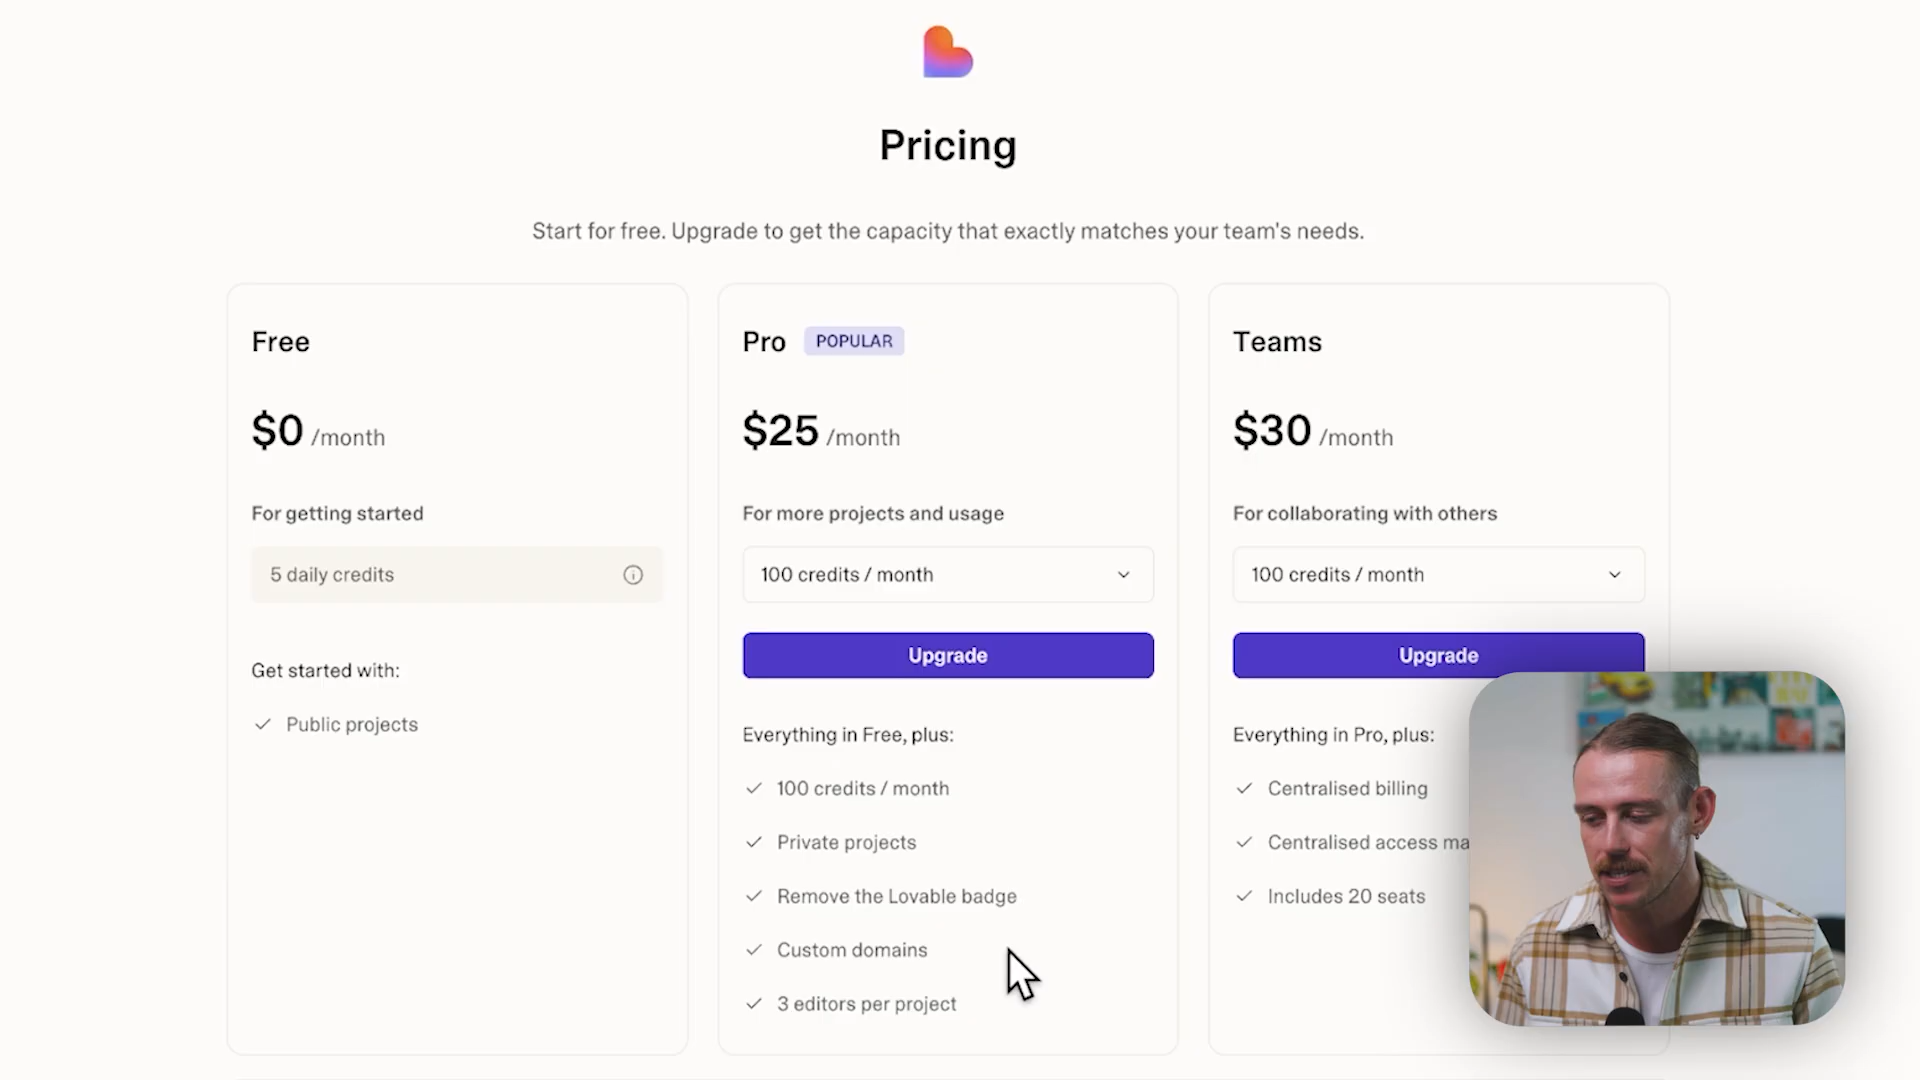 Pricing
Start for free. Upgrade to get the capacity that exactly matches your team's needs.
Free
$0 /month
For getting started
5 daily credits
Get started with:
Public projects
Pro POPULAR
$25 /month
For more projects and usage
100 credits / month
Upgrade
Everything in Free, plus:
100 credits / month
Private projects
Remove the Lovable badge
Custom domains
3 editors per project
Teams
$30 /month
For collaborating with others
100 credits / month
Upgrade
Everything in Pro, plus:
Centralised billing
Centralised access ma
Includes 20 seats